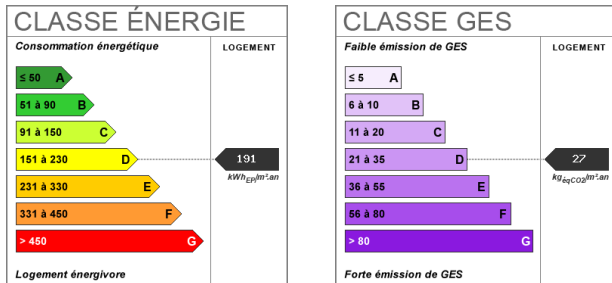 CLASSE ÉNERGIE
Consommation énergétique
LOGEMENT
≤ 50 A
51 à 90 B
91 à 150 C
151 à 230 D
191
kWhEP/m².an
231 à 330 E
331 à 450 F
> 450 G
Logement énergivore
CLASSE GES
Faible émission de GES
LOGEMENT
≤ 5 A
6 à 10 B
11 à 20 C
21 à 35 D
27
kgéqCO2/m².an
36 à 55 E
56 à 80 F
> 80 G
Forte émission de GES